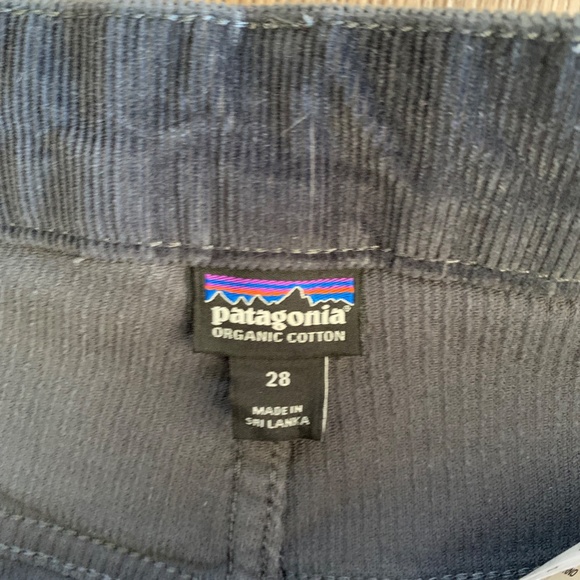 patagonia®
ORGANIC COTTON
28
MADE IN
SRI LANKA